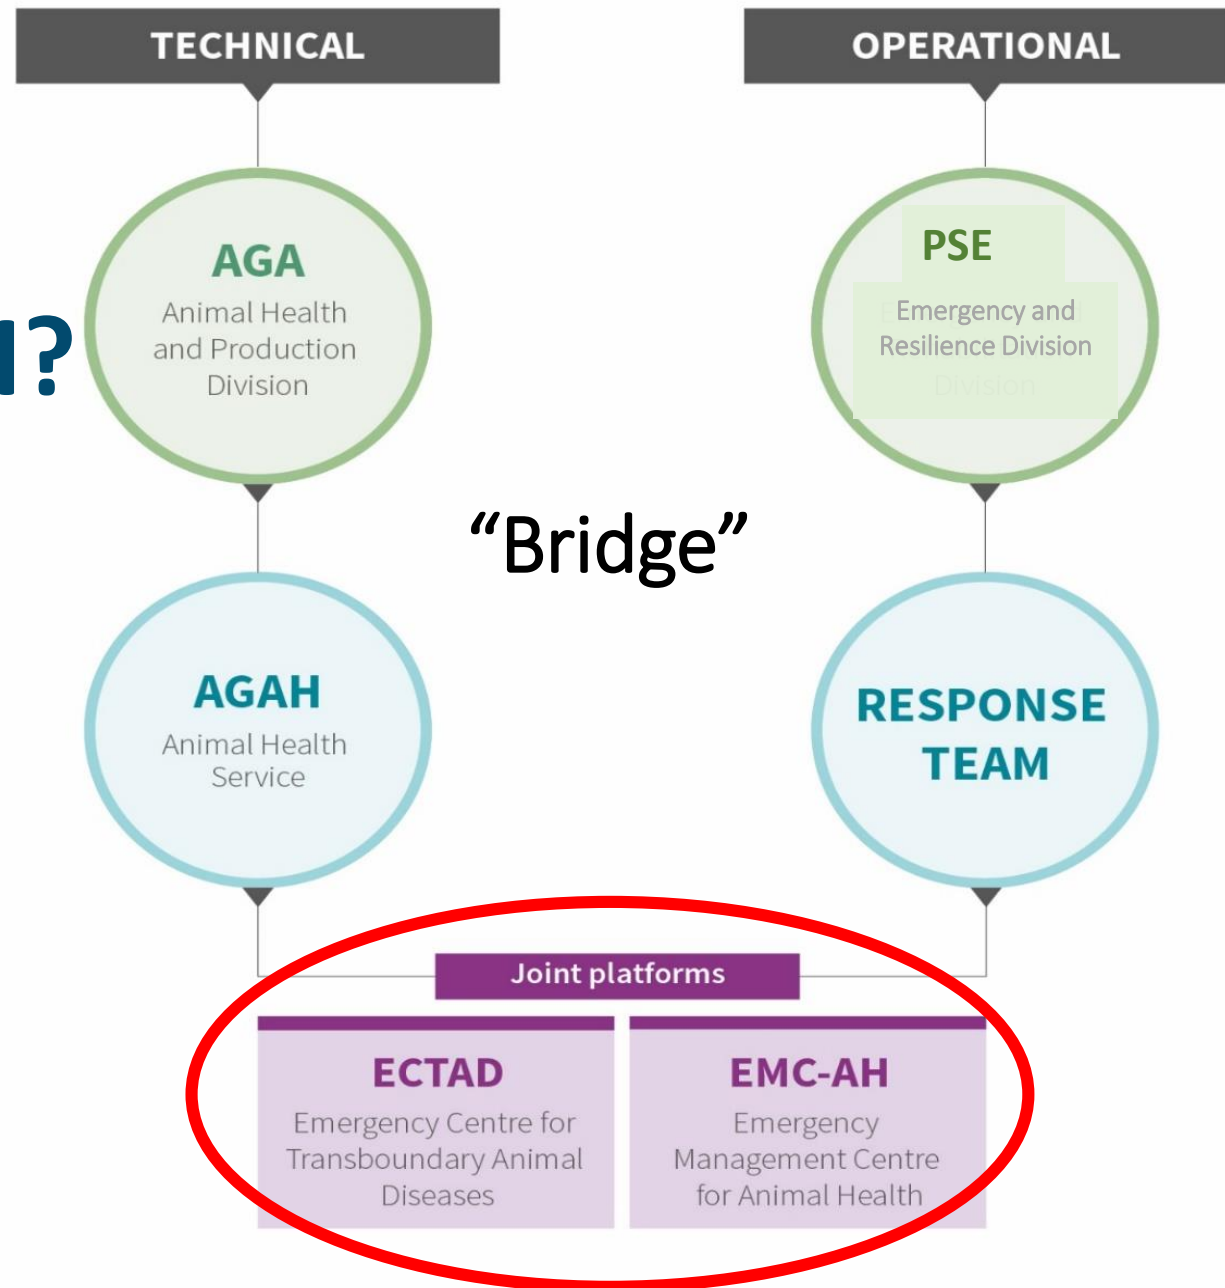 TECHNICAL
OPERATIONAL
AGA
Animal Health
and Production
Division
PSE
Emergency and
Resilience Division
Division
?
“Bridge”
AGAH
Animal Health
Service
RESPONSE
TEAM
Joint platforms
ECTAD
Emergency Centre for
Transboundary Animal
Diseases
EMC-AH
Emergency
Management Centre
for Animal Health